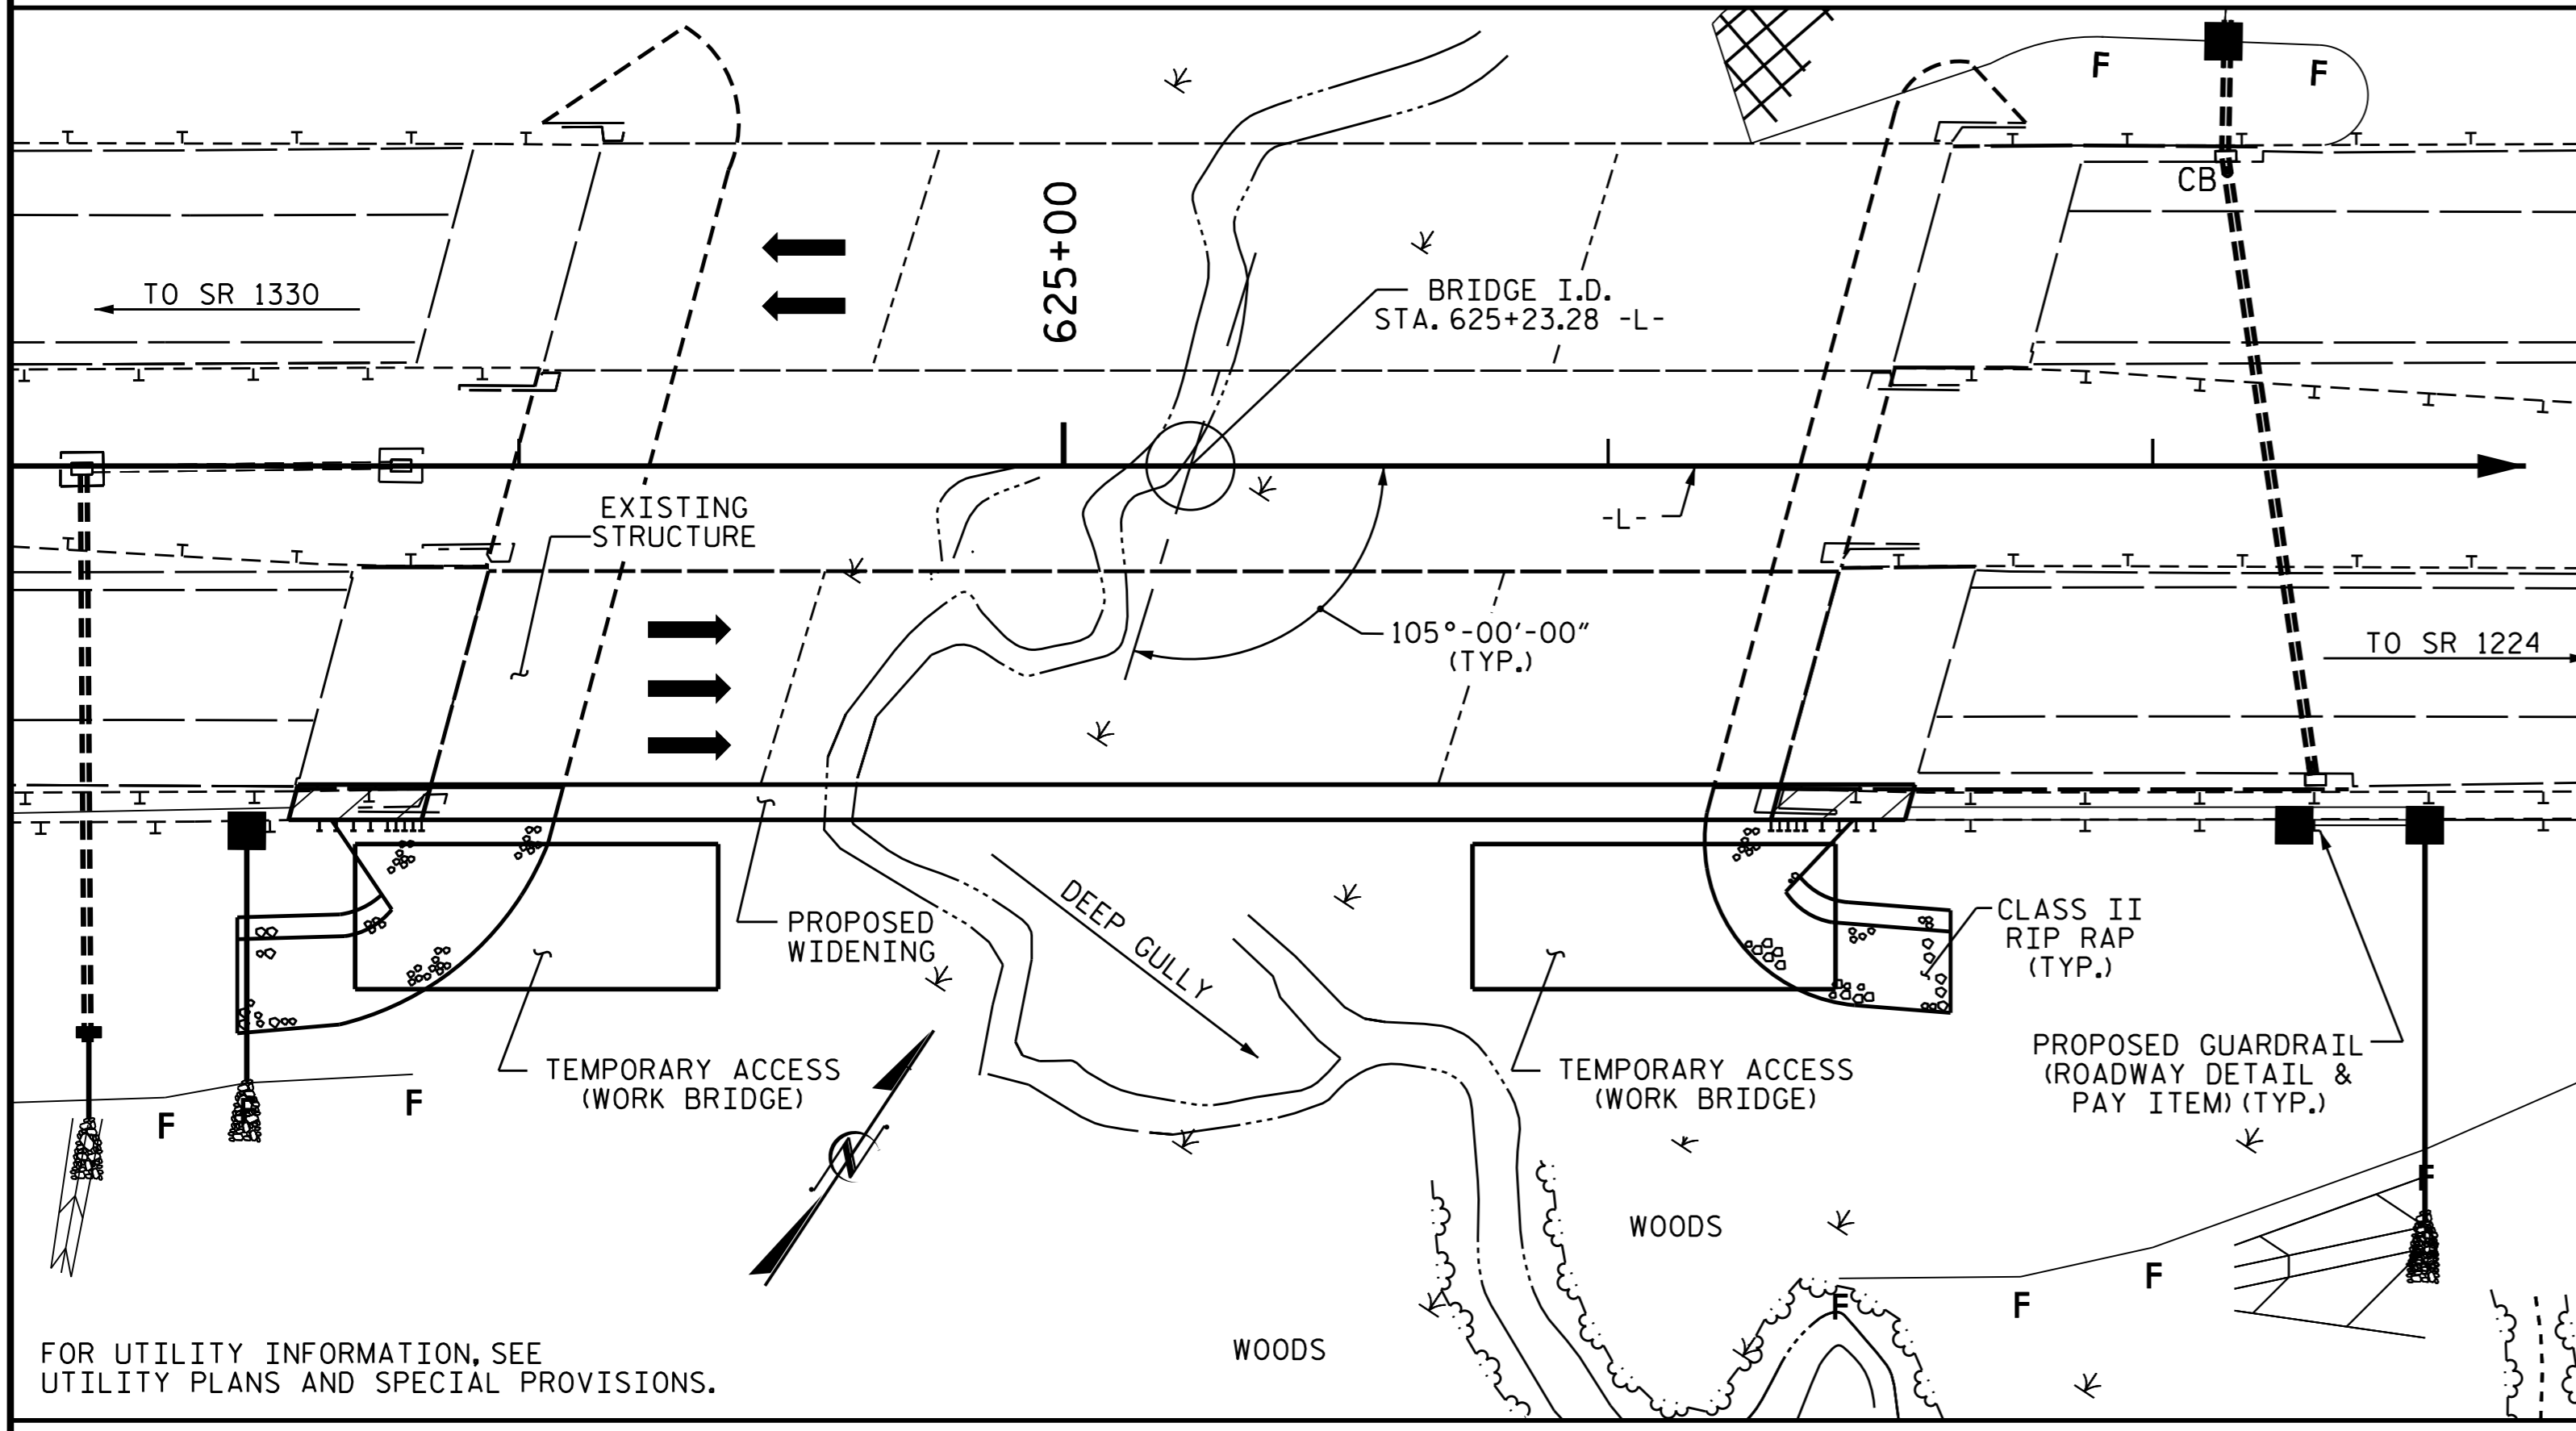 F
F
CB
625+00
TO SR 1330
BRIDGE I.D.
STA. 625+23.28 -L-
EXISTING
STRUCTURE
-L-
105°-00'-00"
(TYP.)
TO SR 1224
DEEP GULLY
PROPOSED
WIDENING
CLASS II
RIP RAP
(TYP.)
TEMPORARY ACCESS
(WORK BRIDGE)
TEMPORARY ACCESS
(WORK BRIDGE)
PROPOSED GUARDRAIL
(ROADWAY DETAIL &
PAY ITEM) (TYP.)
F
F
F
N
F
WOODS
F
F
F
WOODS
FOR UTILITY INFORMATION, SEE
UTILITY PLANS AND SPECIAL PROVISIONS.